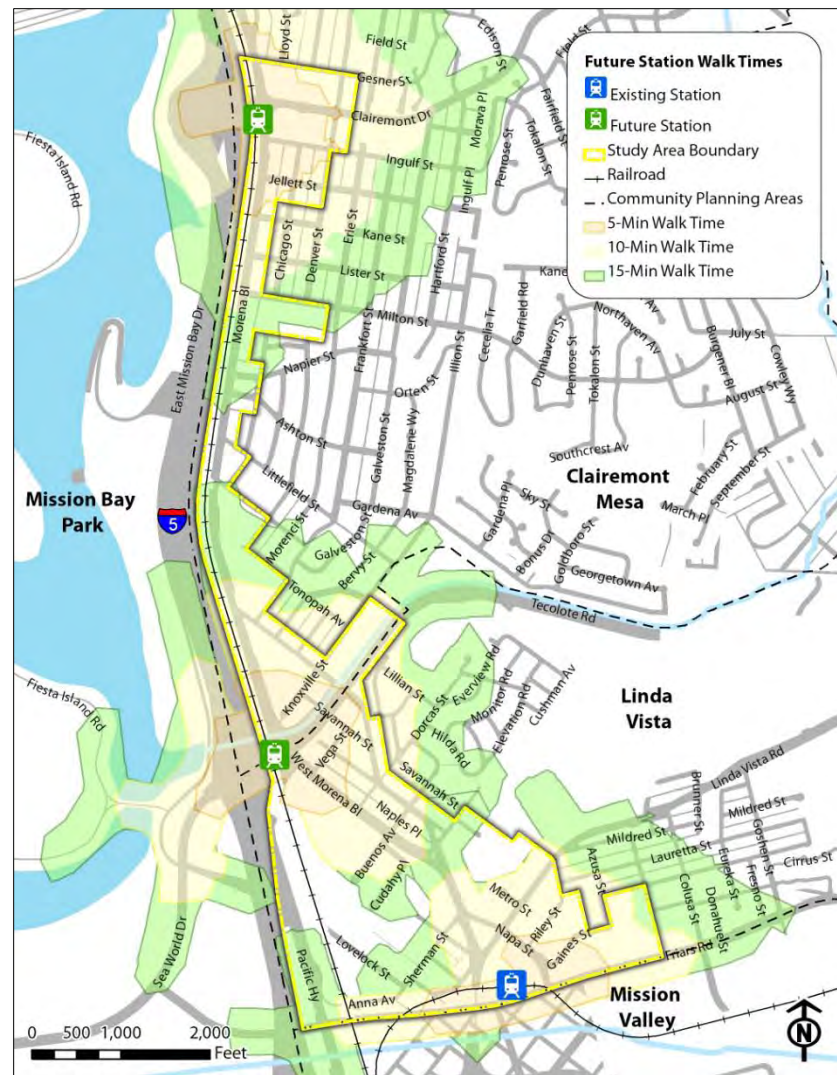 Future Station Walk Times
Existing Station
Future Station
Study Area Boundary
Railroad
Community Planning Areas
5-Min Walk Time
10-Min Walk Time
15-Min Walk Time
Lloyd St
Field St
Edison St
Field St
Gesner St
Fairfield St
Clairemont Dr
Morava Pl
Penrose St
Tokalon St
Fiesta Island Rd
Ingulf St
Ingulf Pl
Jellett St
Erie St
Chicago St
Denver St
Kane St
Hartford St
Kane
Av
Lister St
Garfield Rd
Cecelia Tr
Northaven Av
Morena Bl
Milton St
Illion St
Dunhaven St
Penrose St
Tokalon St
Burgener Bl
July St
Cowley Wy
East Mission Bay Dr
Frankfort St
Napier St
Orten St
August St
Ashton St
Galveston St
Magdalene Wy
Southcrest Av
February St
September St
Clairemont
Mesa
Littlefield St
Sky St
Mission Bay
Park
5
Gardena Pl
March Pl
Gardena Av
Morenci St
Galveston St
Bonus Dr
Goldboro St
Bervy St
Georgetown Av
Tonopah Av
Tecolote Rd
Knoxville St
Lillian St
Everview Rd
Monitor Rd
Elevation Rd
Cushman Av
Linda
Vista
Fiesta Island Rd
Savannah St
Dorcas St
Hilda Rd
Vega St
West Morena Bl
Savannah St
Linda Vista Rd
Brunner St
Naples Pl
Mildred St
Mildred St
Goshen St
Buenos Av
Lauretta St
Azusa St
Eureka St
Fresno St
Cirrus St
Cudahy Pl
Metro St
Colusa St
Donahue St
Riley St
Napa St
Gaines St
Sea World Dr
Lovelock St
Sherman St
Friars Rd
Pacific Hy
Anna Av
Mission
Valley
0 500 1,000 2,000
Feet
N